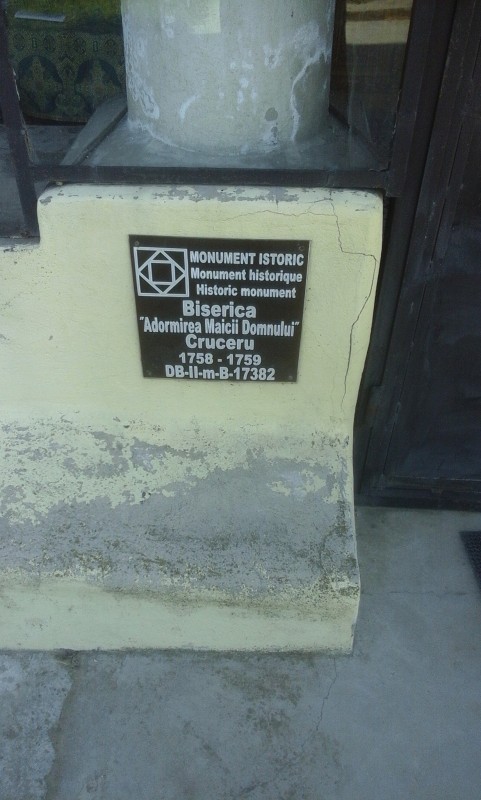 MONUMENT ISTORIC
Monument historique
Historic monument
Biserica
"Adormirea Maicii Domnului"
Cruceru
1758 - 1759
DB-II-m-B-17382